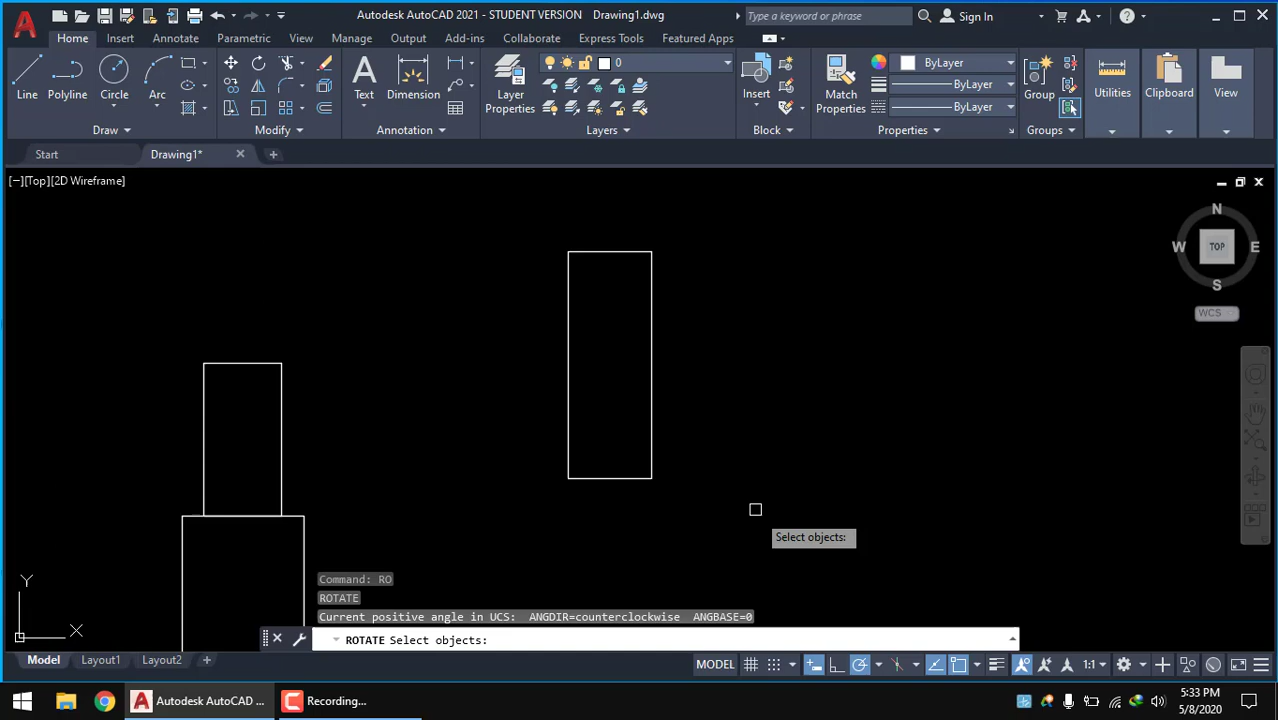 Autodesk AutoCAD 2021 - STUDENT VERSION Drawing1.dwg
Type a keyword or phrase
Sign In
Home Insert Annotate Parametric View Manage Output Add-ins Collaborate Express Tools Featured Apps
Line Polyline Circle Arc
Text Dimension
Layer Properties
0
Insert
Match Properties
ByLayer
ByLayer
ByLayer
Group
Utilities
Clipboard
View
Draw Modify Annotation Layers Block Properties Groups
Start Drawing1*
[−][Top][2D Wireframe]
N
W TOP E
S
WCS
Select objects:
Y
X
Command: RO
ROTATE
Current positive angle in UCS: ANGDIR=counterclockwise ANGBASE=0
ROTATE Select objects:
Model Layout1 Layout2 +
MODEL 1:1
Autodesk AutoCAD ... Recording...
5:33 PM
5/8/2020